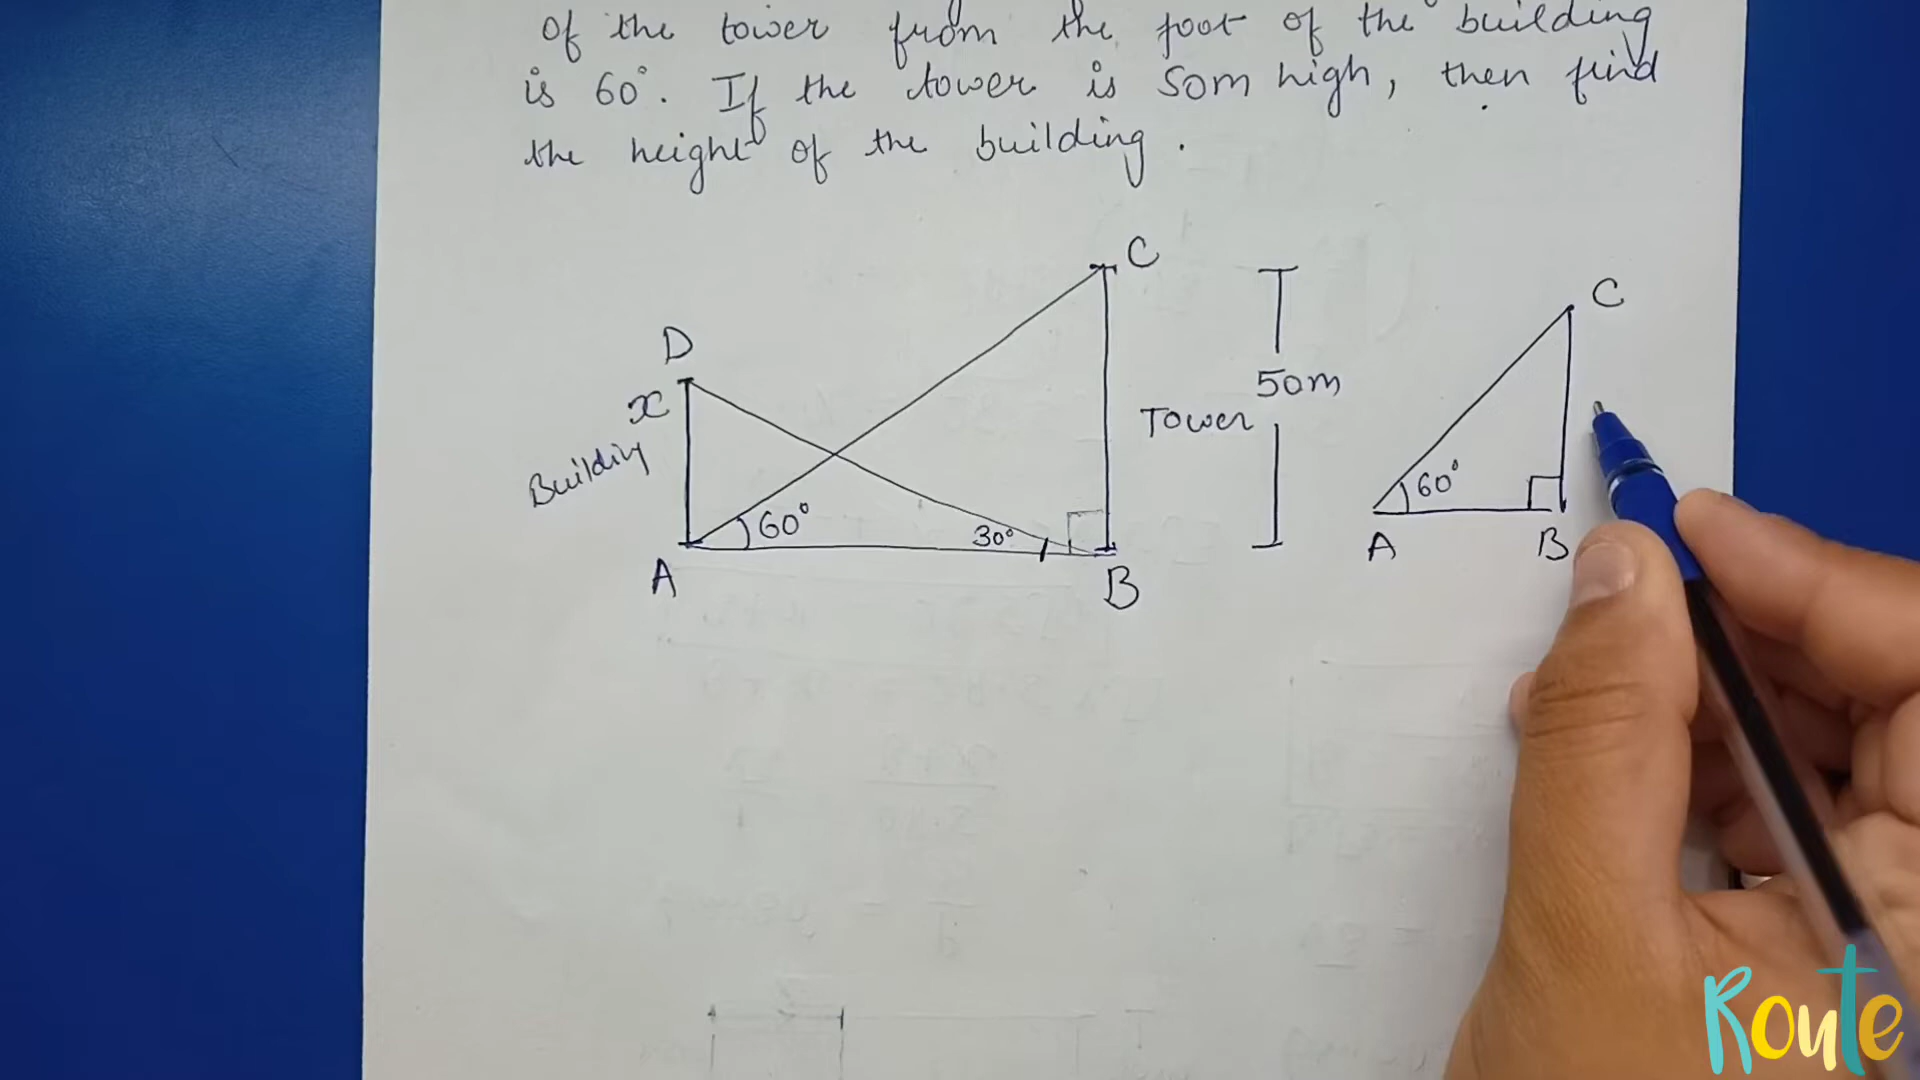 of the tower from the foot of the building
is 60°. If the tower is 50m high, then find
the height of the building.
C
D
x
Building
Tower
50m
60°
30°
A
B
C
60°
A
B
Route